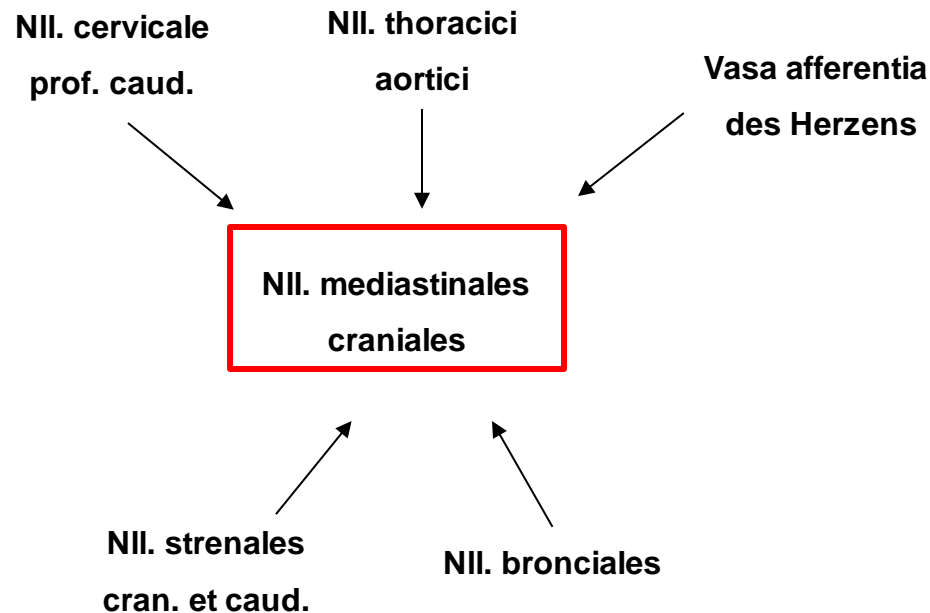 Nll. cervicale
prof. caud.
Nll. thoracici
aortici
Vasa afferentia
des Herzens
Nll. mediastinales
craniales
Nll. strenales
cran. et caud.
Nll. bronciales